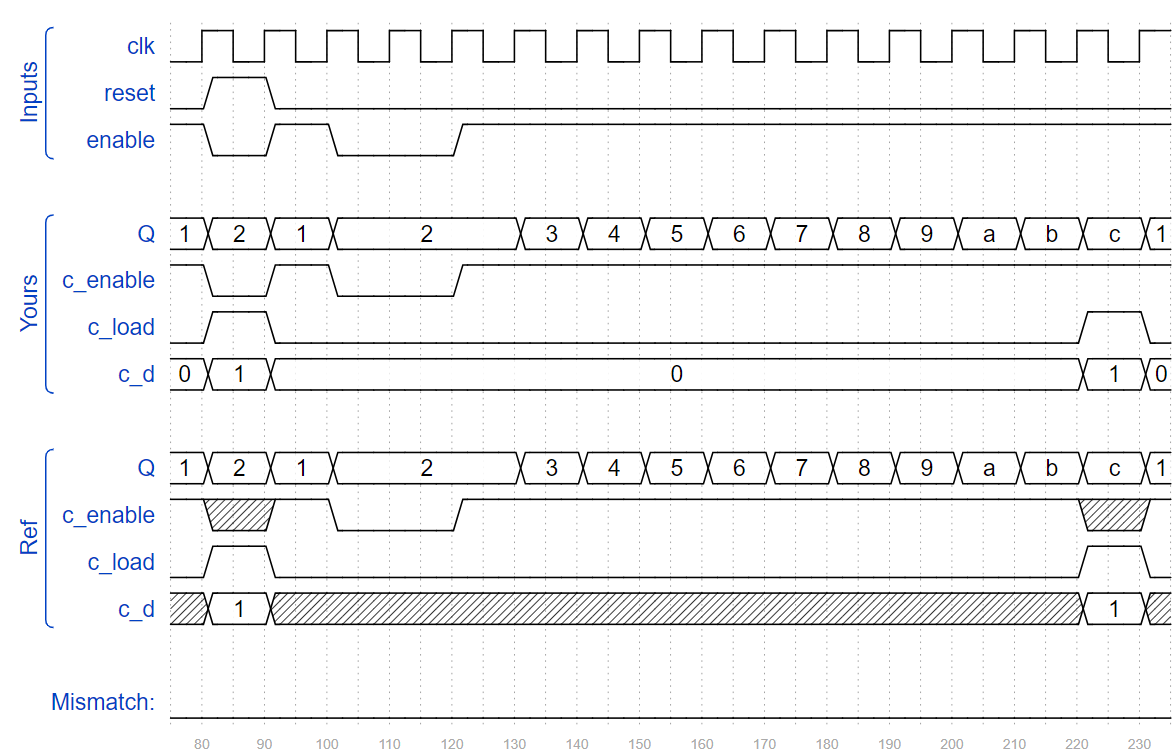 Inputs
clk
reset
enable
Yours
Q 1 2 1 2 3 4 5 6 7 8 9 a b c 1
c_enable
c_load
c_d 0 1 0 1 0
Ref
Q 1 2 1 2 3 4 5 6 7 8 9 a b c 1
c_enable
c_load
c_d 1 1
Mismatch:
80 90 100 110 120 130 140 150 160 170 180 190 200 210 220 230